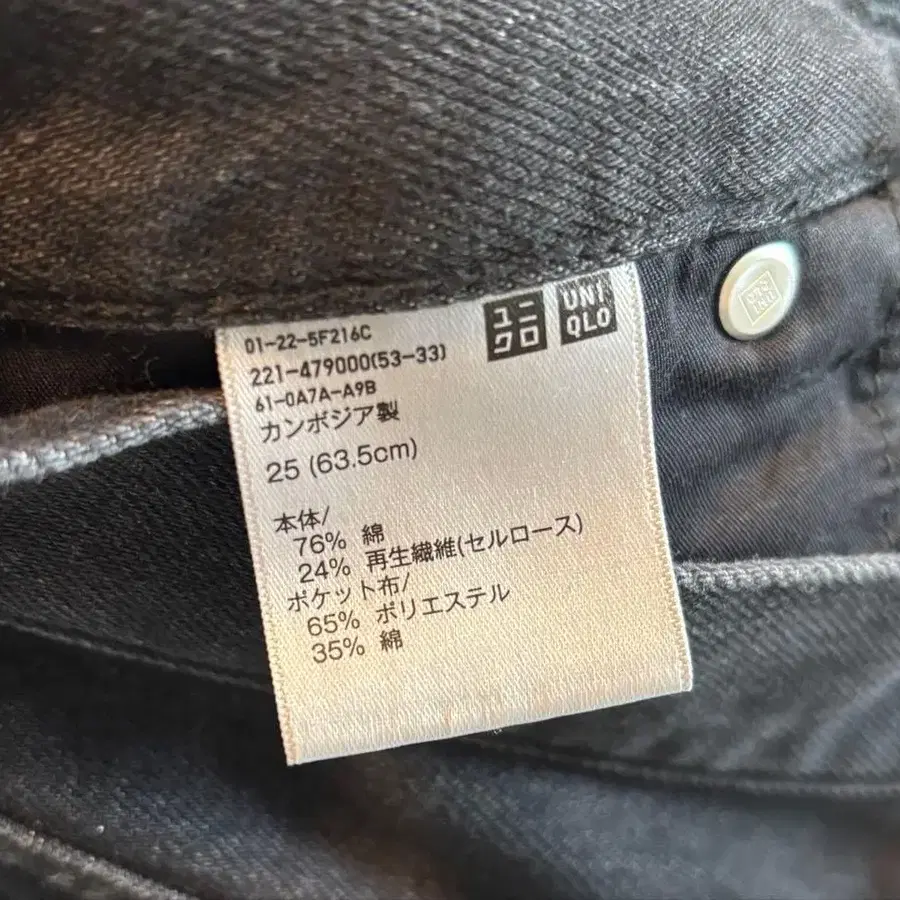 ユニクロ
UNIQLO
01-22-5F216C
221-479000(53-33)
61-0A7A-A9B
カンボジア製
25 (63.5cm)
本体/
76% 綿
24% 再生繊維(セルロース)
ポケット布/
65% ポリエステル
35% 綿